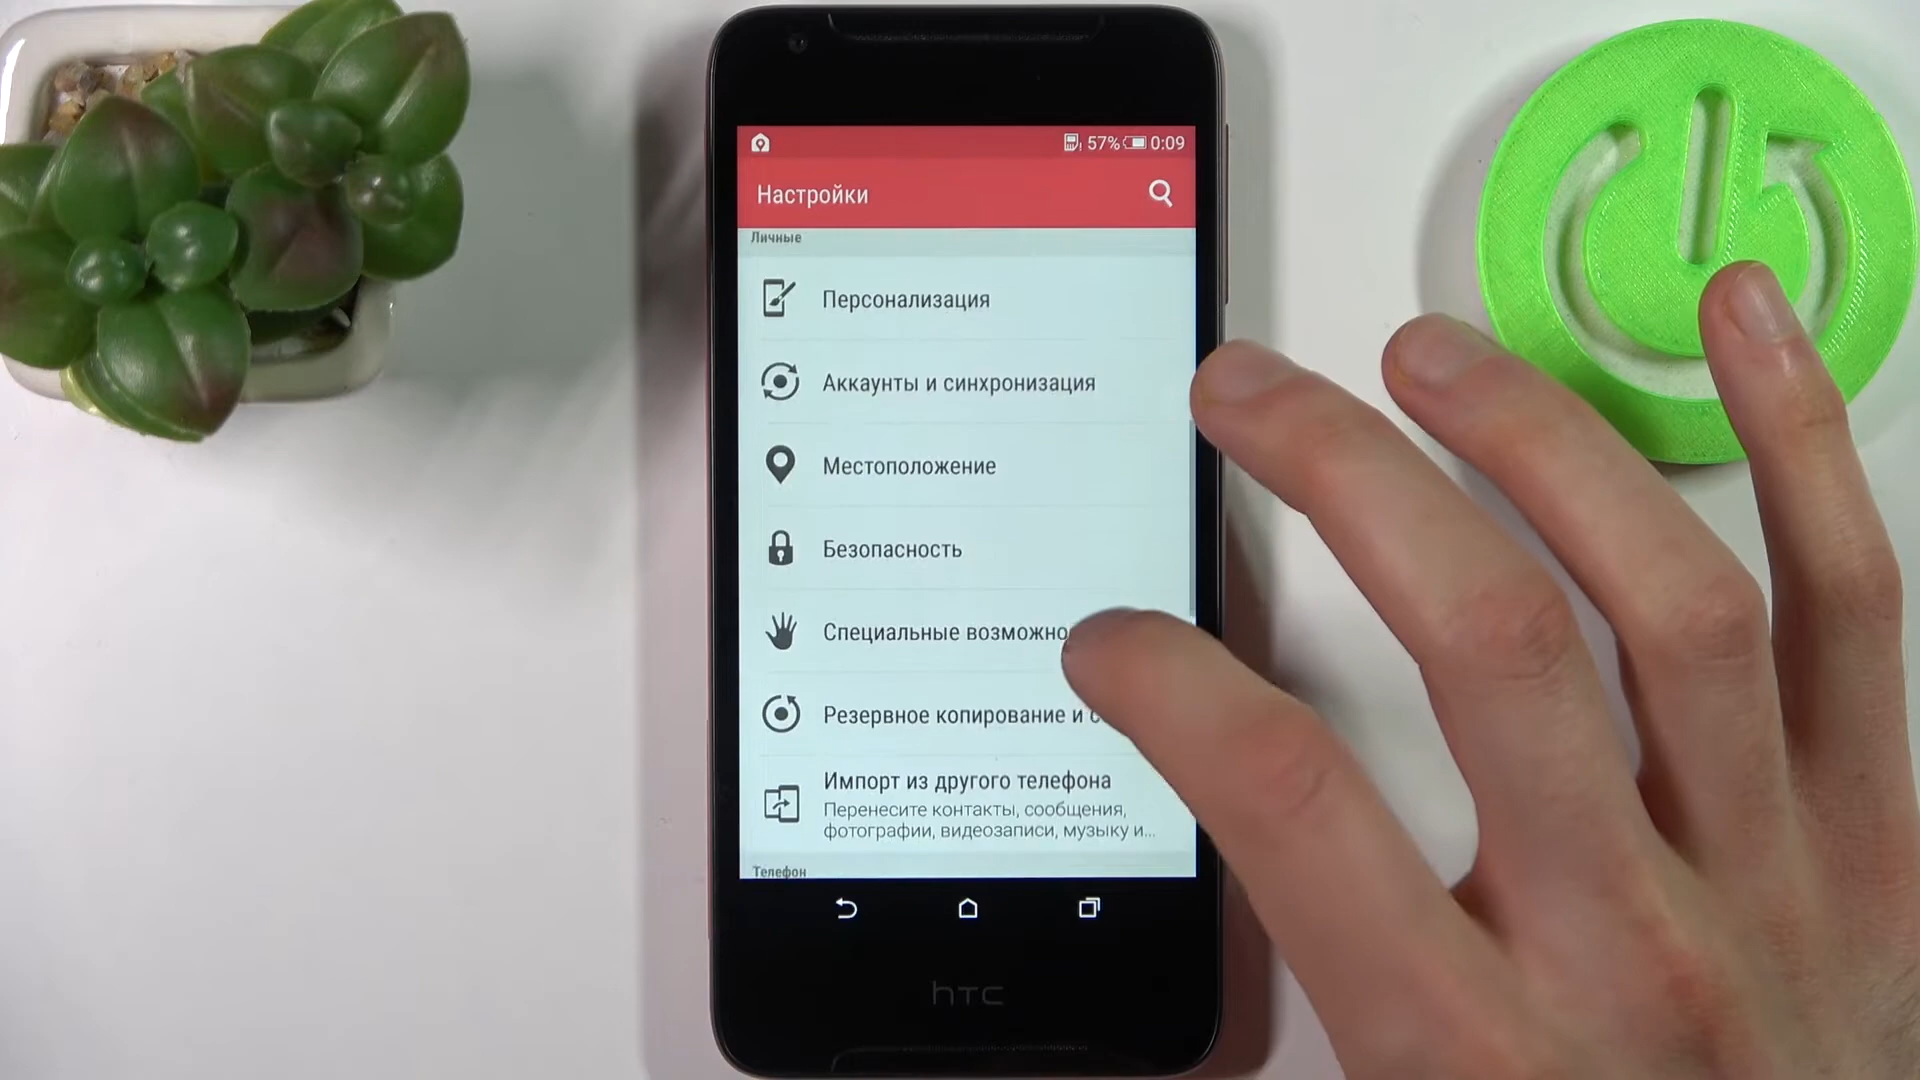 57% 0:09
Настройки
Личные
Персонализация
Аккаунты и синхронизация
Местоположение
Безопасность
Специальные
Резервное копирование и
Импорт из другого телефона
Перенесите контакты, сообщения,
фотографии, видеозаписи, музыку и...
Телефон
hTC